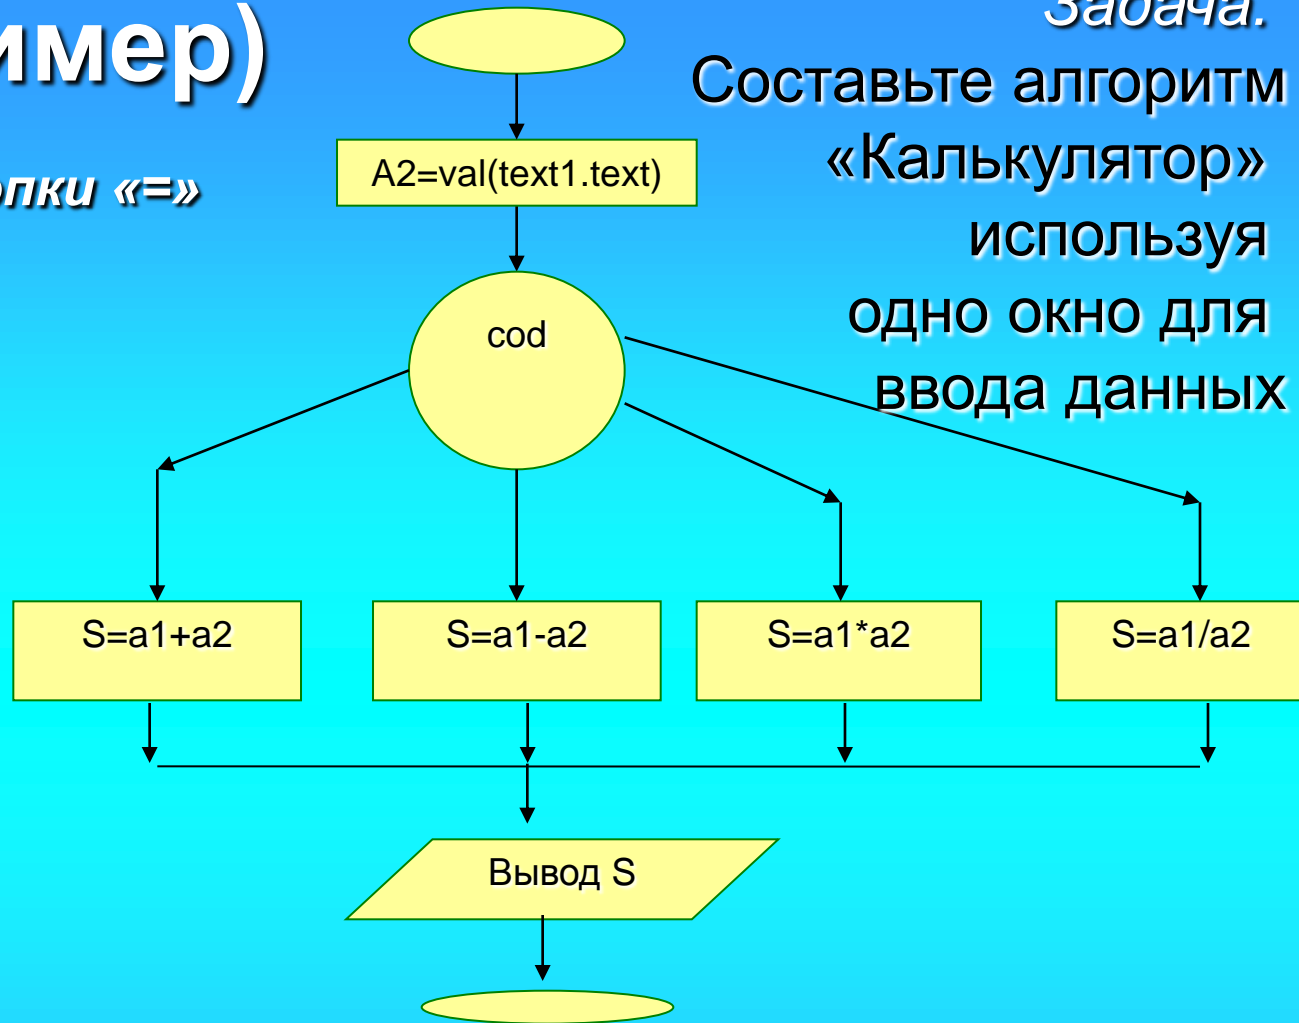 имер)
Задача:
Составьте алгоритм
«Калькулятор»
используя
одно окно для
ввода данных
опки «=»
A2=val(text1.text)
cod
S=a1+a2
S=a1-a2
S=a1*a2
S=a1/a2
Вывод S